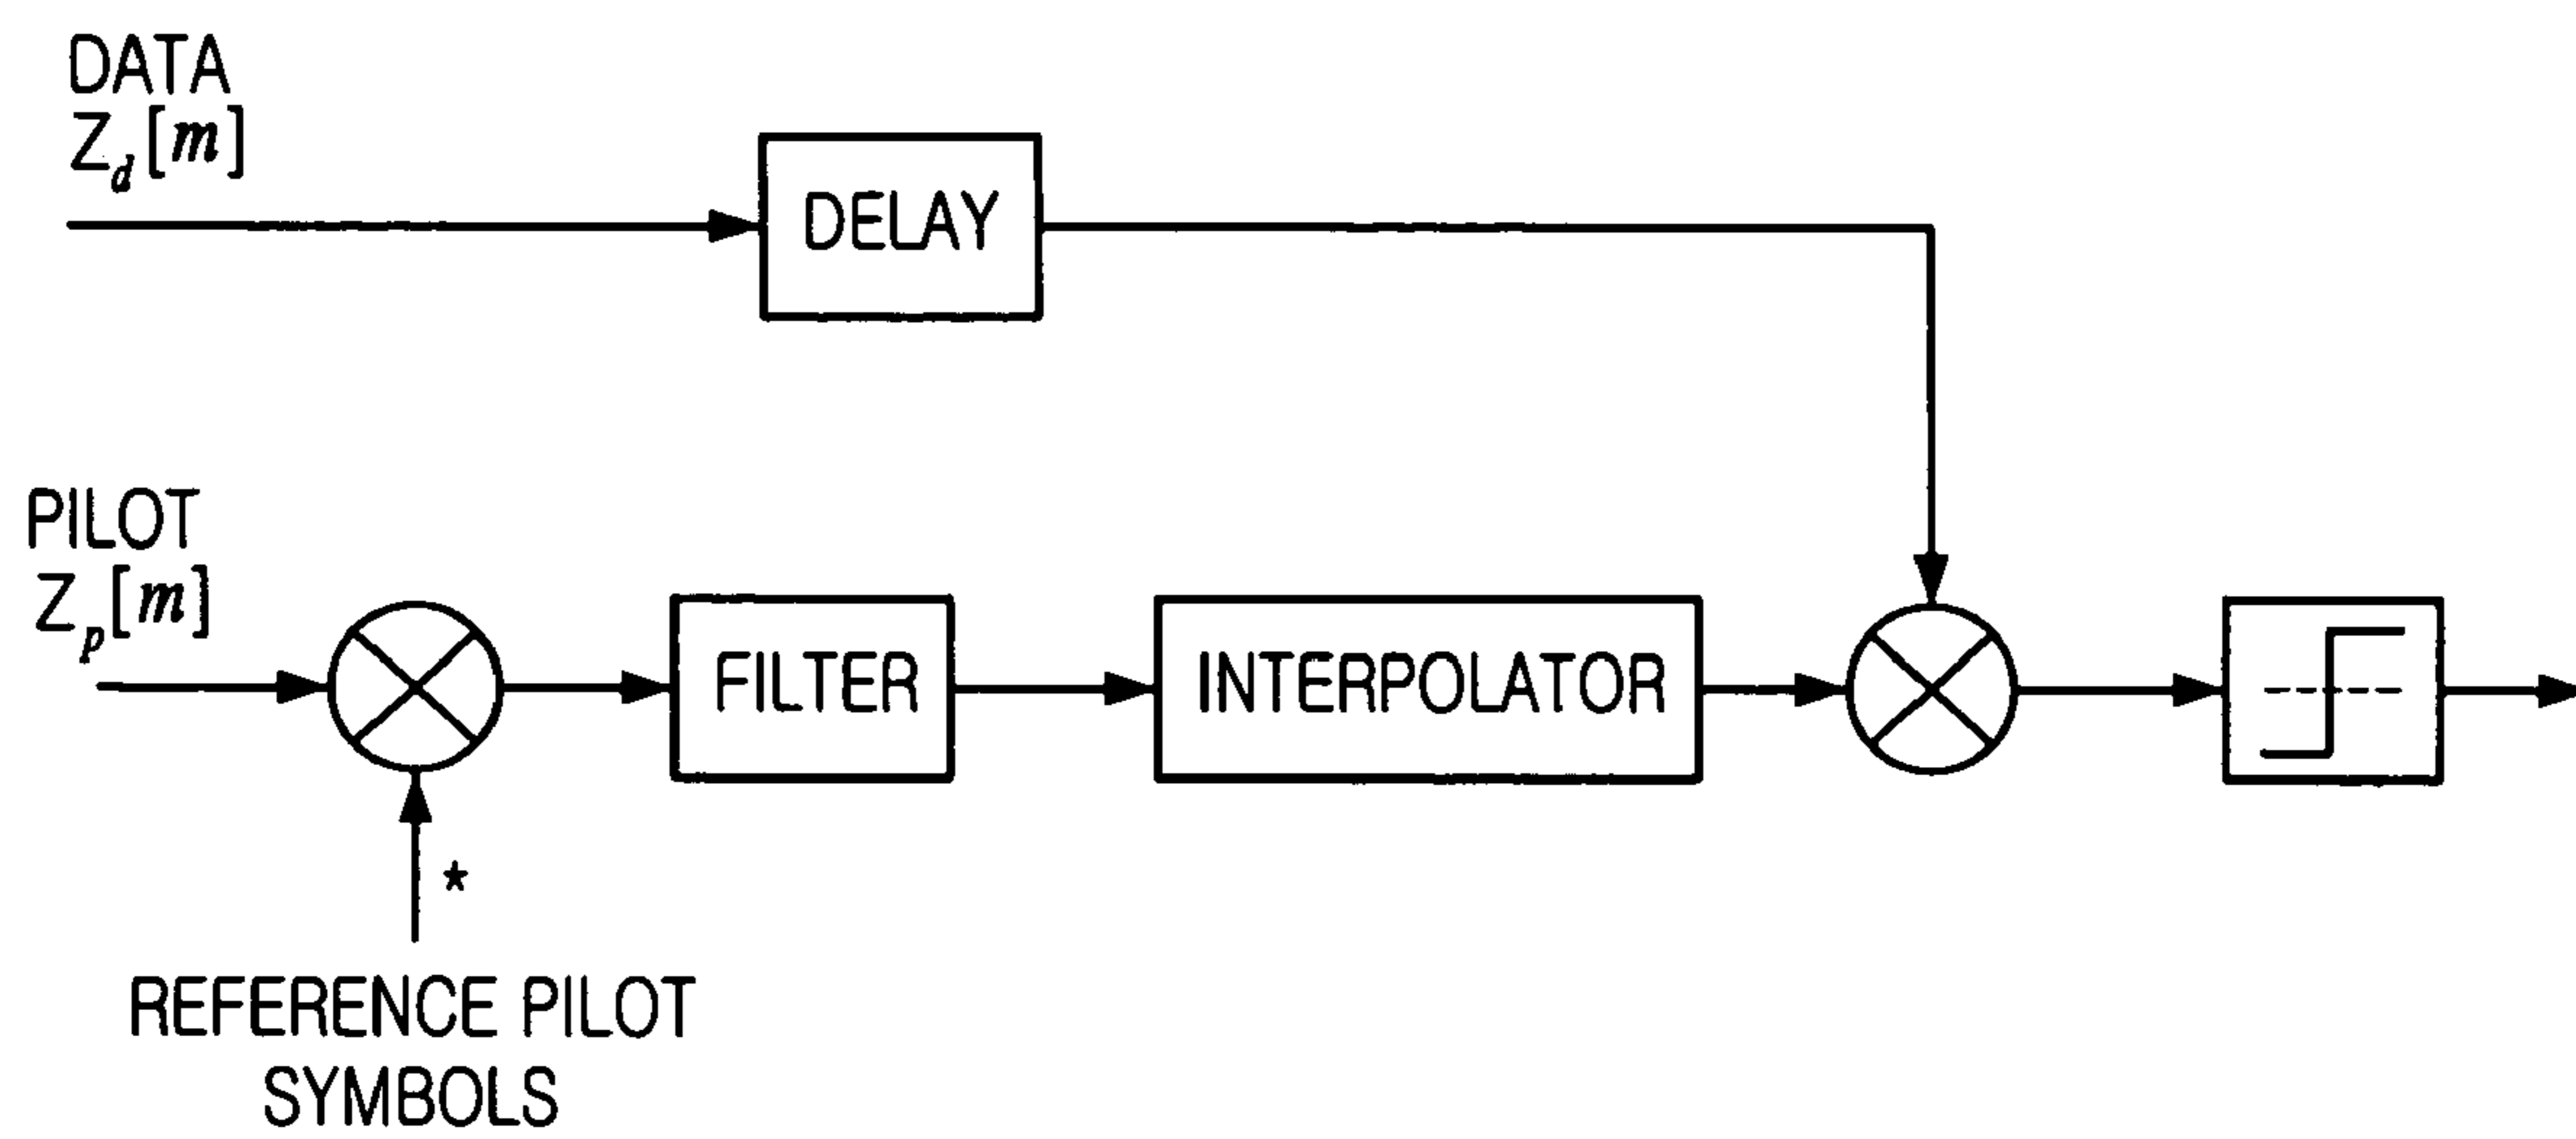 DATA
Z_d[m]
DELAY
PILOT
Z_p[m]
FILTER
INTERPOLATOR
*
REFERENCE PILOT
SYMBOLS